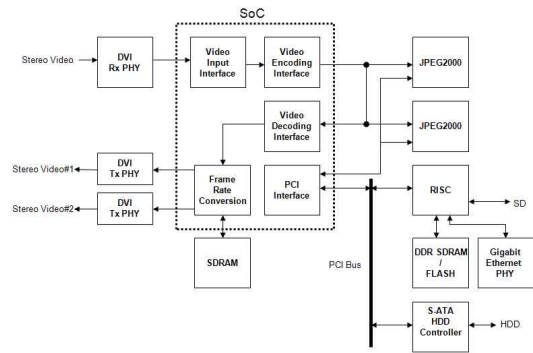 SoC
Stereo Video
DVI
Rx PHY
Video
Input
Interface
Video
Encoding
Interface
JPEG2000
Video
Decoding
Interface
JPEG2000
Stereo Video#1
DVI
Tx PHY
Frame
Rate
Conversion
PCI
Interface
RISC
SD
Stereo Video#2
DVI
Tx PHY
SDRAM
PCI Bus
DDR SDRAM
/
FLASH
Gigabit
Ethernet
PHY
S-ATA
HDD
Controller
HDD